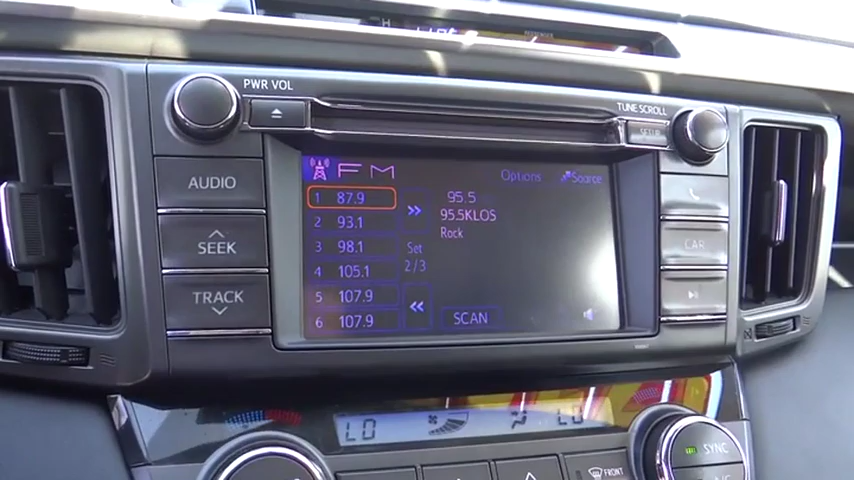 PWR VOL
TUNE SCROLL
SETUP
AUDIO
SEEK
TRACK
FM
Options
Source
1 87.9
2 93.1
3 98.1
4 105.1
5 107.9
6 107.9
Set
2/3
95.5
95.5KLOS
Rock
SCAN
CAR
LO
LO
FRONT
SYNC